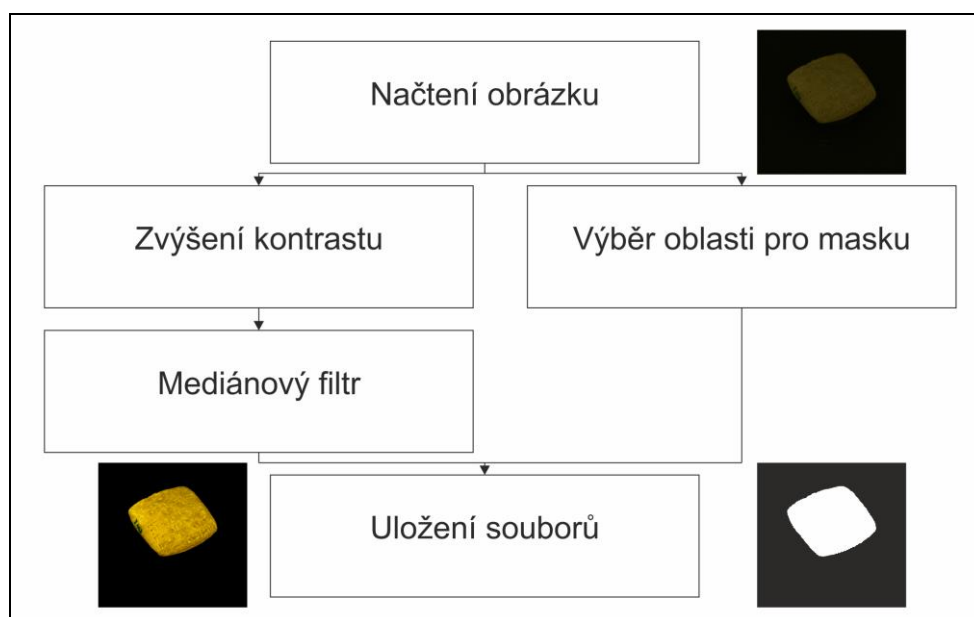 Načtení obrázku
Zvýšení kontrastu
Výběr oblasti pro masku
Mediánový filtr
Uložení souborů